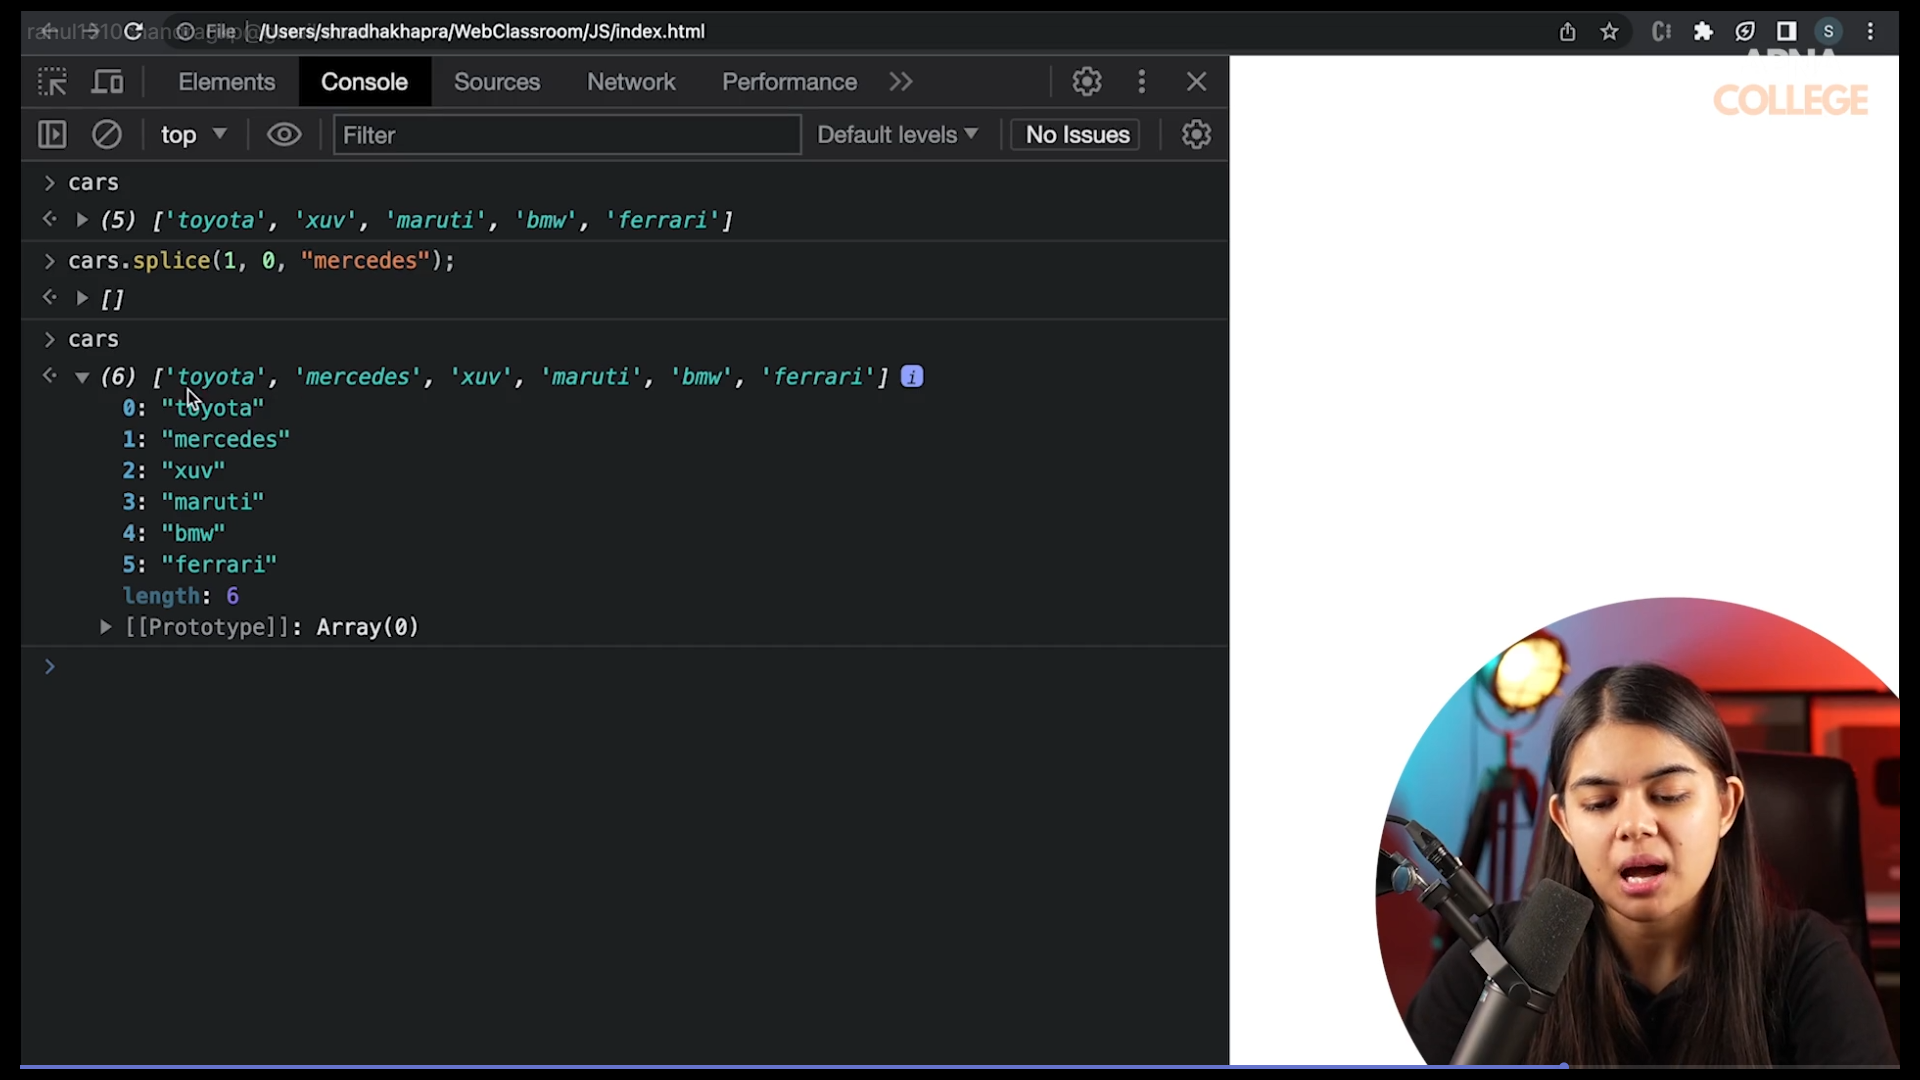 File | /Users/shradhakhapra/WebClassroom/JS/index.html
S
APNA
COLLEGE
Elements Console Sources Network Performance
top Filter Default levels No Issues
> cars
(5) ['toyota', 'xuv', 'maruti', 'bmw', 'ferrari']
> cars.splice(1, 0, "mercedes");
[]
> cars
(6) ['toyota', 'mercedes', 'xuv', 'maruti', 'bmw', 'ferrari'] i
0: "toyota"
1: "mercedes"
2: "xuv"
3: "maruti"
4: "bmw"
5: "ferrari"
length: 6
[[Prototype]]: Array(0)
>